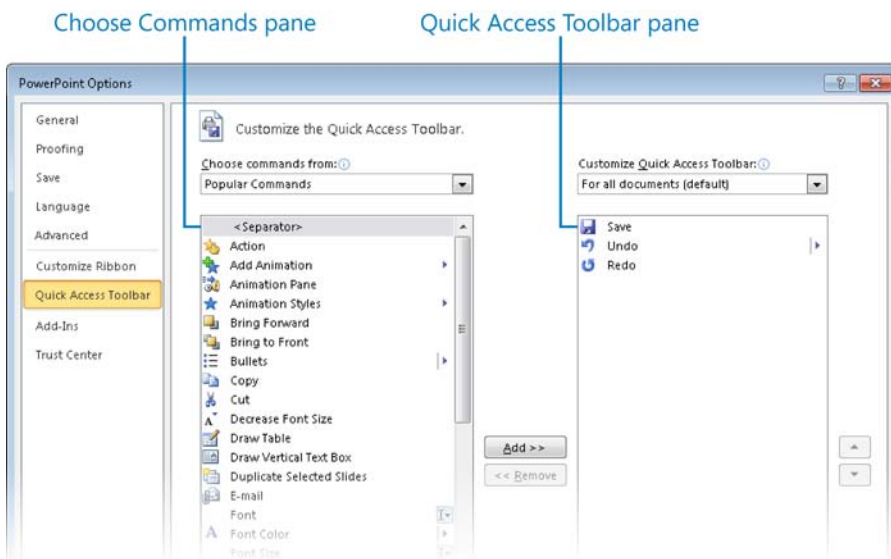 Choose Commands pane
Quick Access Toolbar pane
PowerPoint Options
General
Proofing
Save
Language
Advanced
Customize Ribbon
Quick Access Toolbar
Add-Ins
Trust Center
Customize the Quick Access Toolbar.
Choose commands from:
Popular Commands
<Separator>
Action
Add Animation
Animation Pane
Animation Styles
Bring Forward
Bring to Front
Bullets
Copy
Cut
Decrease Font Size
Draw Table
Draw Vertical Text Box
Duplicate Selected Slides
E-mail
Font
Font Color
Font Size
Add >>
<< Remove
Customize Quick Access Toolbar:
For all documents (default)
Save
Undo
Redo